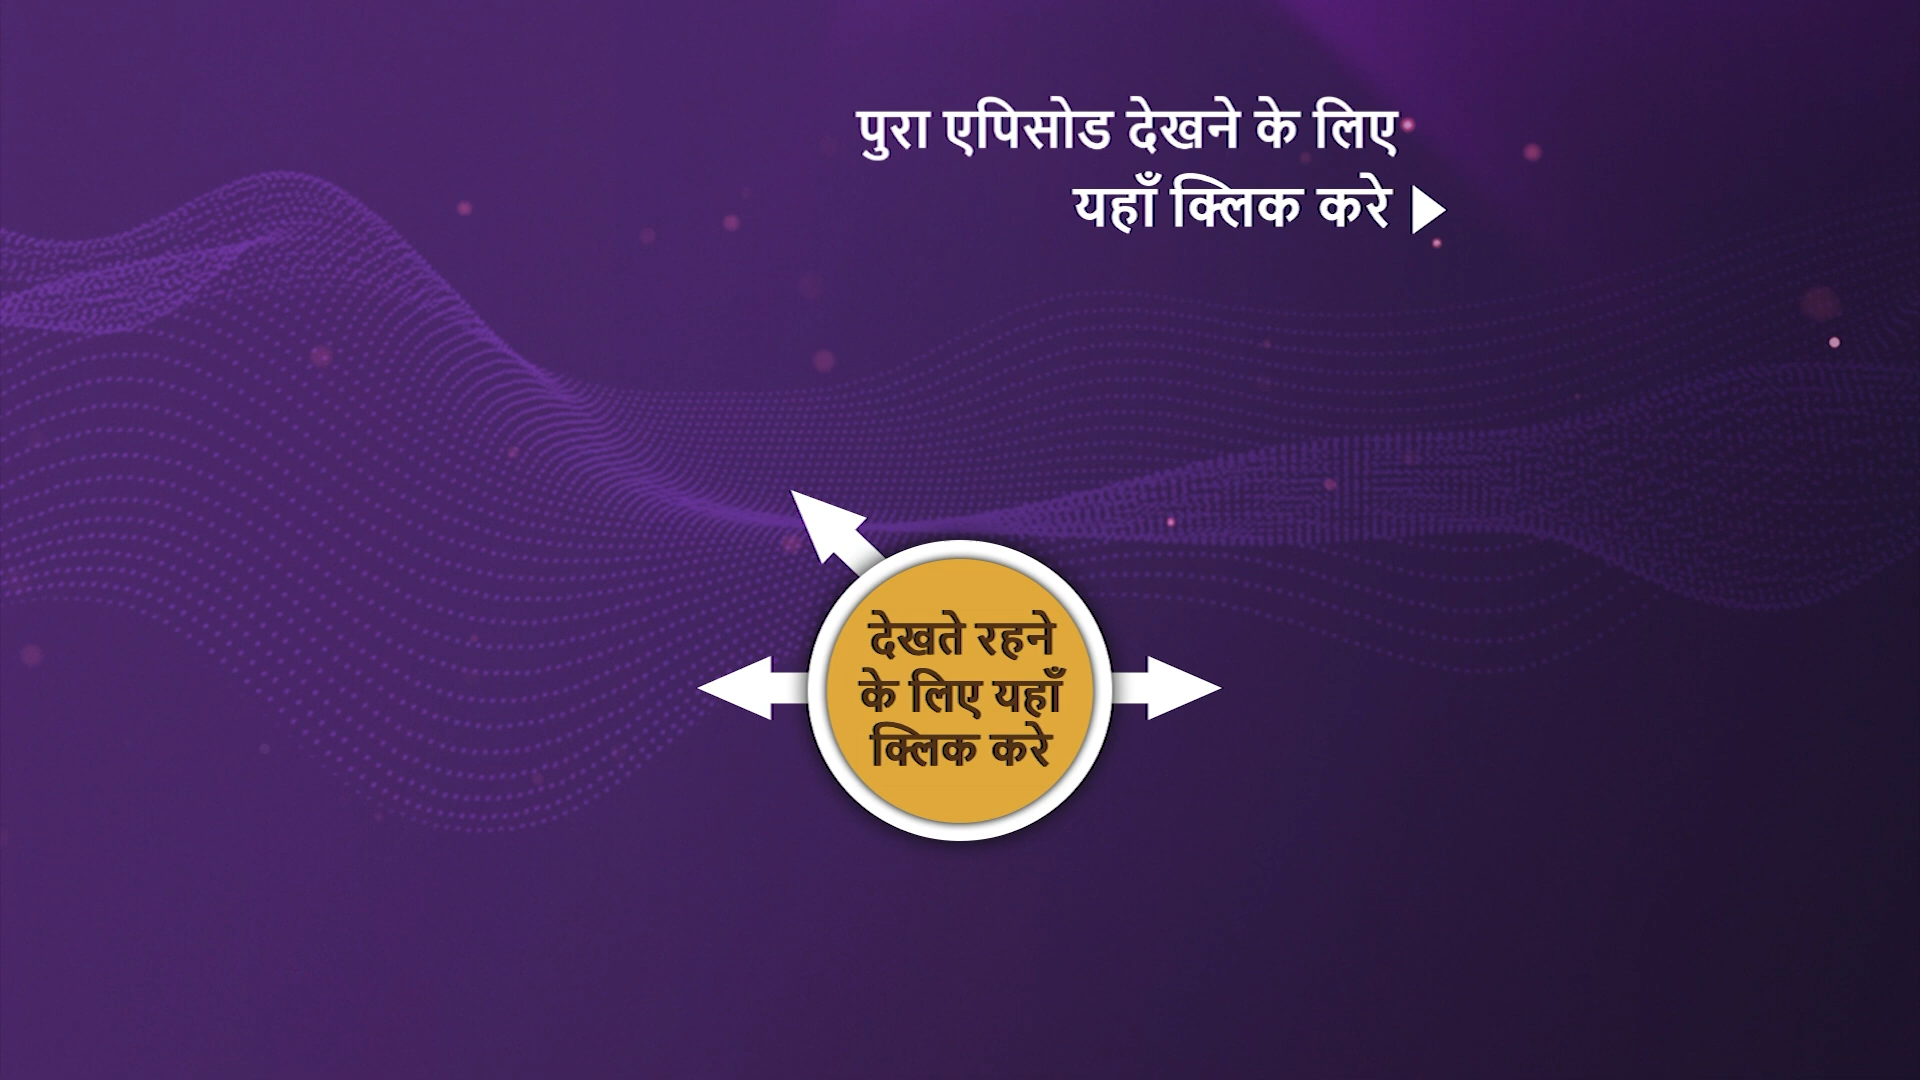 पुरा एपिसोड देखने के लिए
यहाँ क्लिक करे
देखते रहने
के लिए यहाँ
क्लिक करे